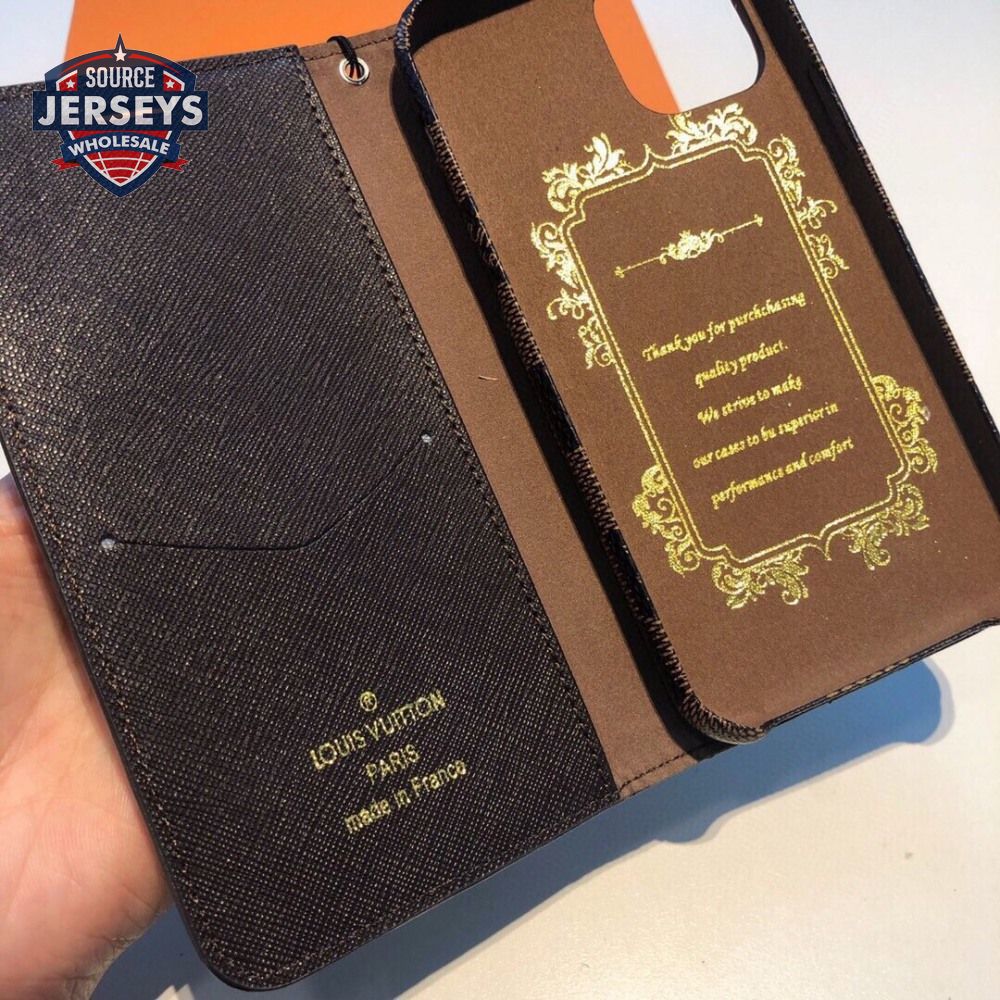 SOURCE
JERSEYS
WHOLESALE
Thank you for purchchasing
quality product.
We strive to make
our cases to be superior in
performance and comfort
®
LOUIS VUITTON
PARIS
made in France